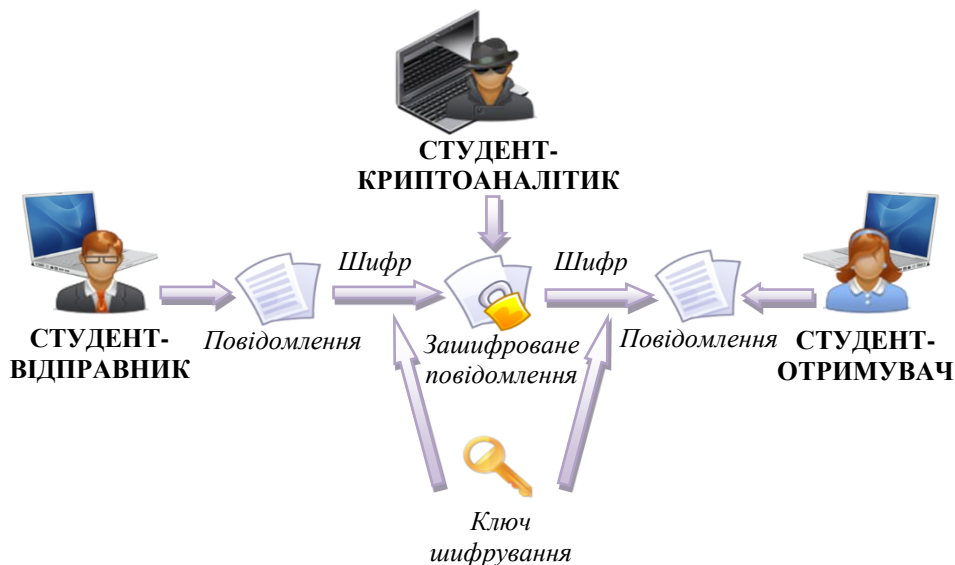 СТУДЕНТ-
КРИПТОАНАЛІТИК
Шифр
Шифр
СТУДЕНТ-
ВІДПРАВНИК
Повідомлення
Зашифроване
повідомлення
Повідомлення
СТУДЕНТ-
ОТРИМУВАЧ
Ключ
шифрування